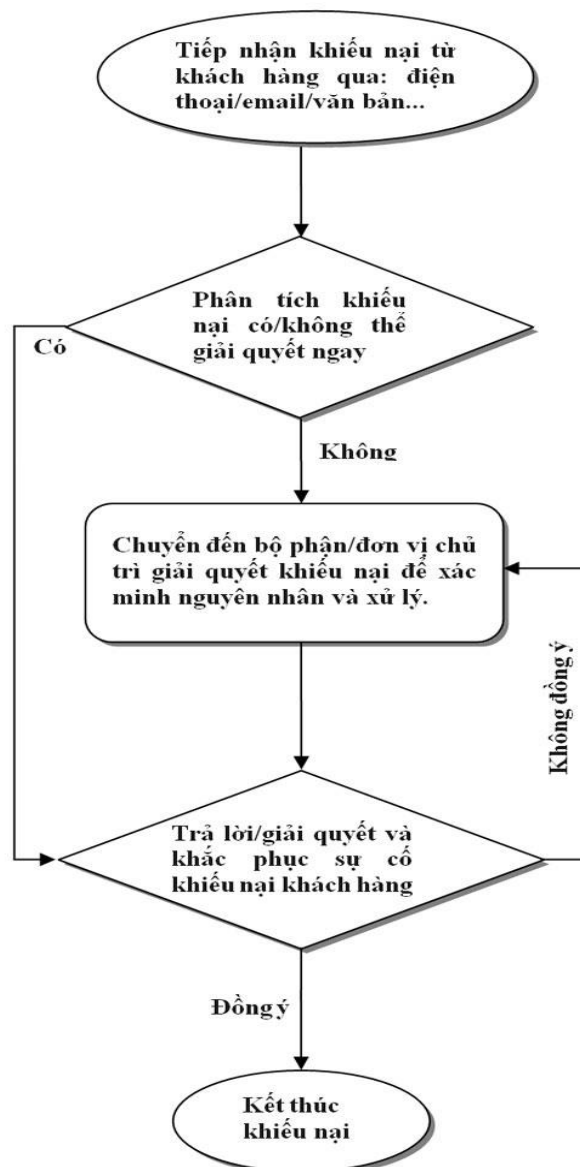 Tiếp nhận khiếu nại từ
khách hàng qua: điện
thoại/email/văn bản...
Phân tích khiếu
nại có/không thể
giải quyết ngay
Có
Không
Chuyển đến bộ phận/đơn vị chủ
trì giải quyết khiếu nại để xác
minh nguyên nhân và xử lý.
Không đồng ý
Trả lời/giải quyết và
khắc phục sự cố
khiếu nại khách hàng
Đồng ý
Kết thúc
khiếu nại